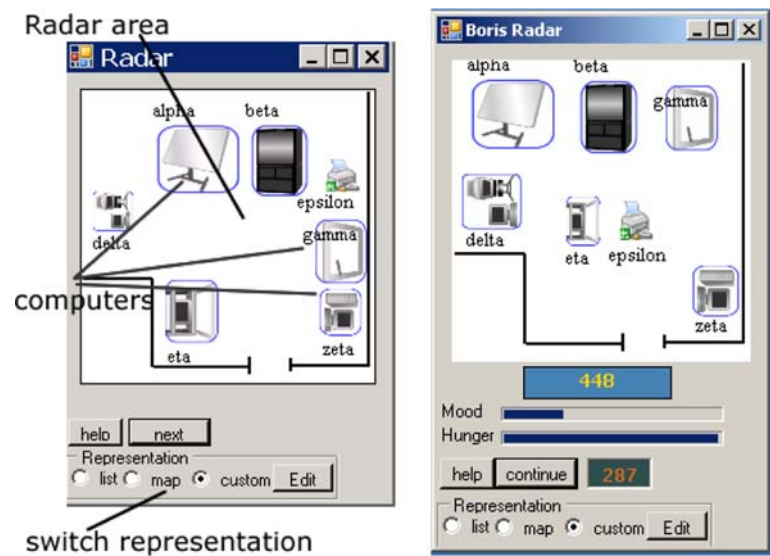 Radar area
Radar
alpha
beta
epsilon
delta
gamma
computers
eta
zeta
help
next
Representation
list
map
custom
Edit
switch representation
Boris Radar
alpha
beta
gamma
delta
eta
epsilon
zeta
448
Mood
Hunger
help
continue
287
Representation
list
map
custom
Edit